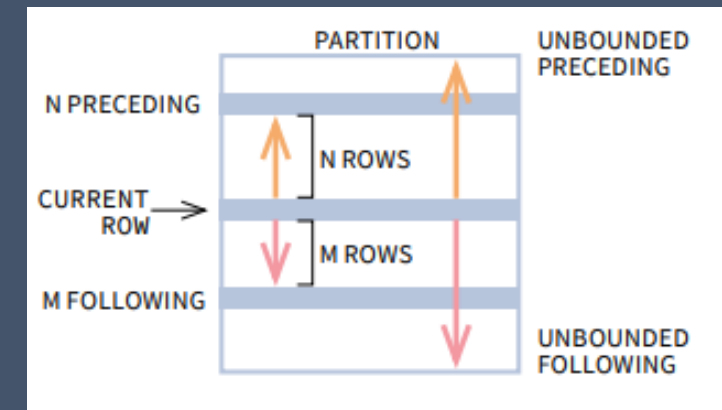 PARTITION
UNBOUNDED
PRECEDING
N PRECEDING
N ROWS
CURRENT
ROW
M ROWS
M FOLLOWING
UNBOUNDED
FOLLOWING